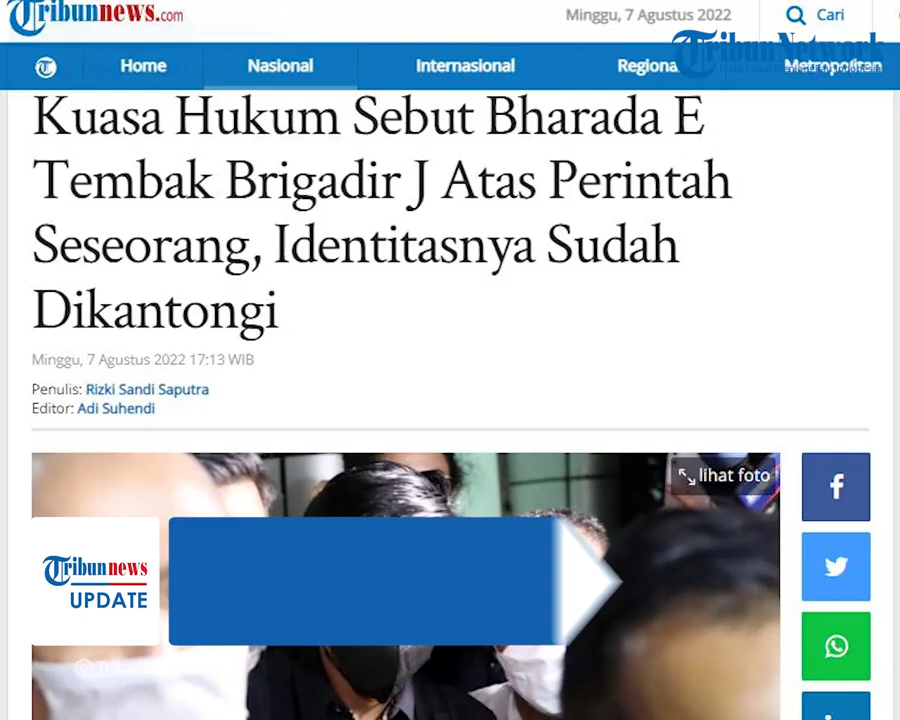 Tribunnews.com
Minggu, 7 Agustus 2022
Cari
TribunNetwork
Home
Nasional
Internasional
Regional
Metropolitan
Kuasa Hukum Sebut Bharada E
Tembak Brigadir J Atas Perintah
Seseorang, Identitasnya Sudah
Dikantongi
Minggu, 7 Agustus 2022 17:13 WIB
Penulis: Rizki Sandi Saputra
Editor: Adi Suhendi
lihat foto
Tribunnews
UPDATE